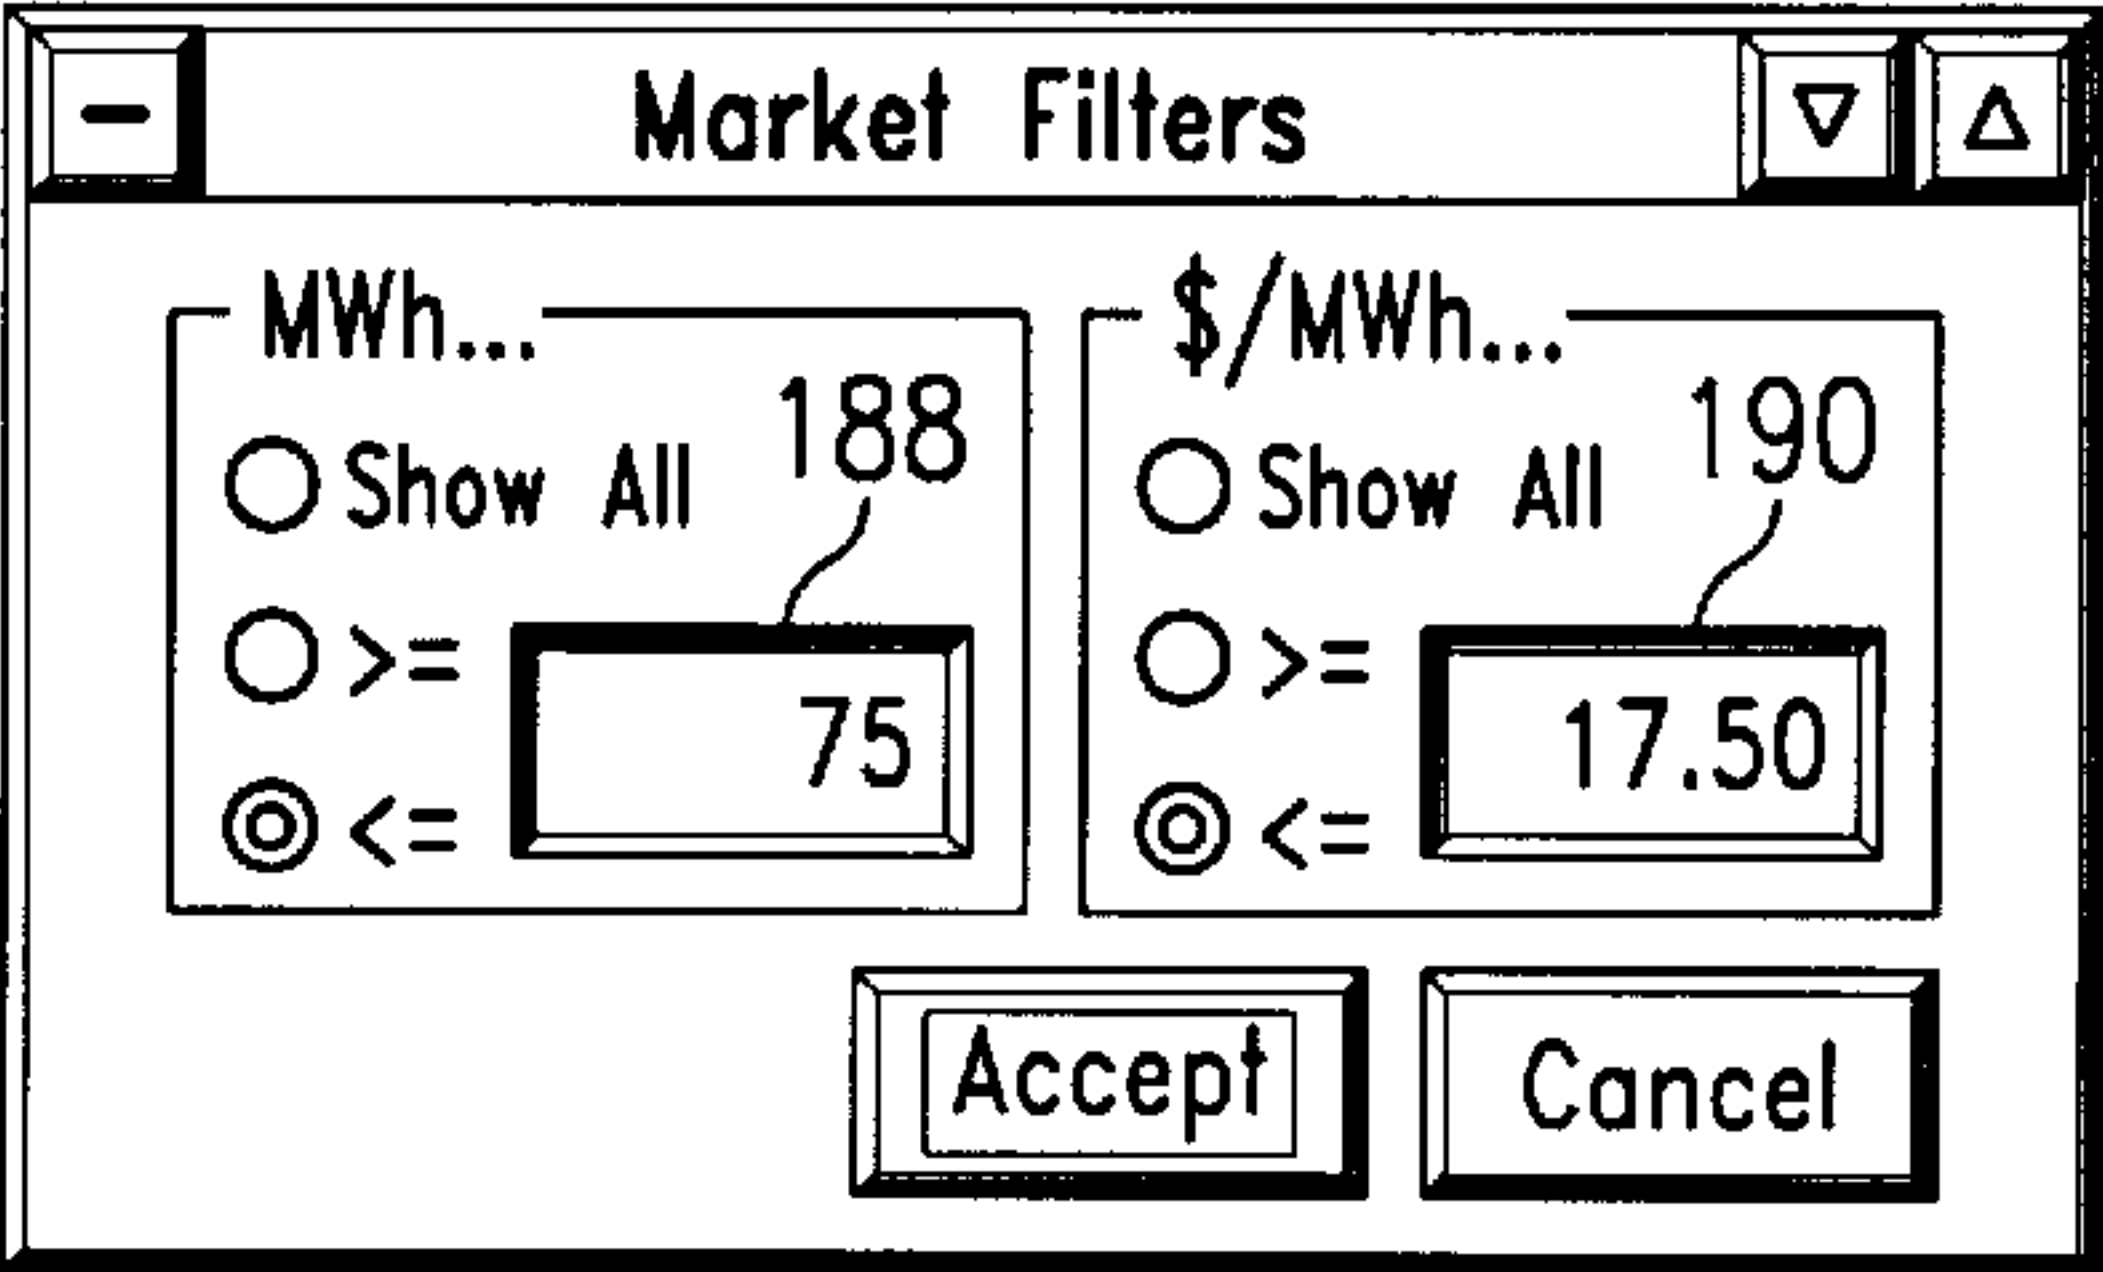 Market Filters
MWh...
188
Show All
>=
75
<=
$/MWh...
190
Show All
>=
17.50
<=
Accept
Cancel